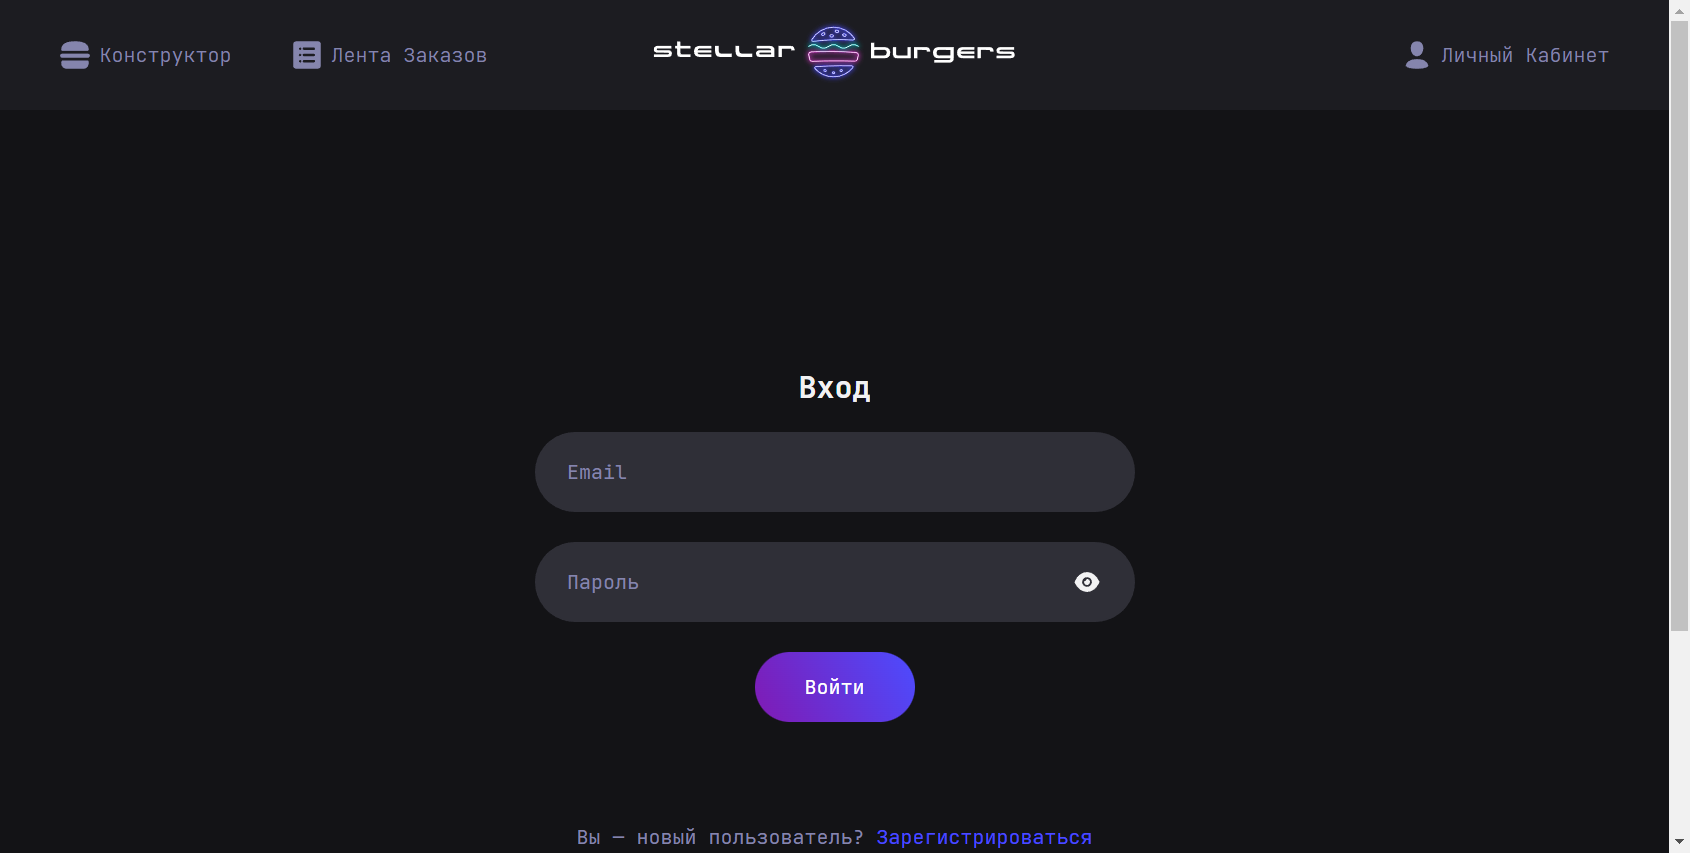 Конструктор
Лента Заказов
stellar burgers
Личный Кабинет
Вход
Email
Пароль
Войти
Вы — новый пользователь? Зарегистрироваться